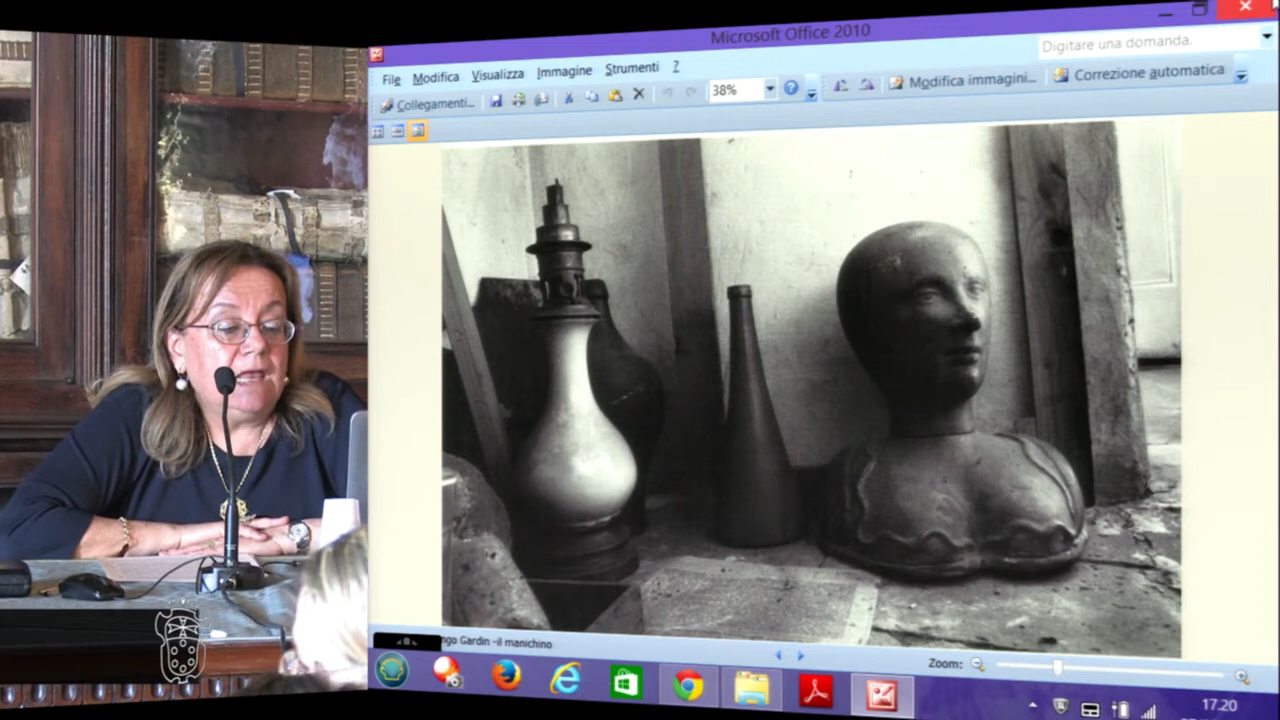 Microsoft Office 2010
Digitare una domanda.
File Modifica Visualizza Immagine Strumenti ?
Collegamenti... 38% Modifica immagini... Correzione automatica
ngo Gardin -il manichino
Zoom:
17.20